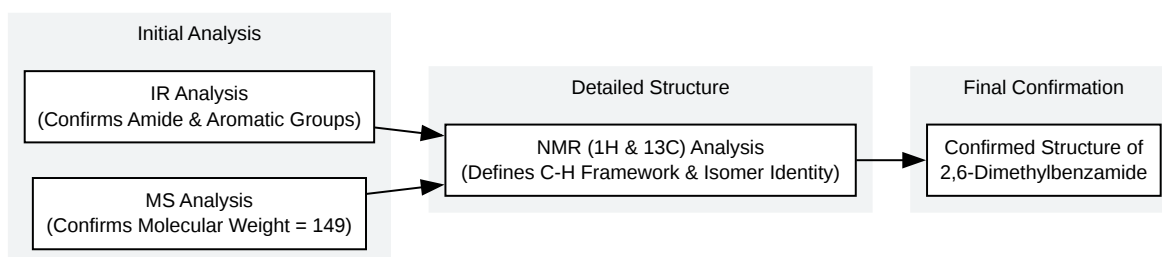 Initial Analysis
IR Analysis
(Confirms Amide & Aromatic Groups)
MS Analysis
(Confirms Molecular Weight = 149)
Detailed Structure
NMR (1H & 13C) Analysis
(Defines C-H Framework & Isomer Identity)
Final Confirmation
Confirmed Structure of
2,6-Dimethylbenzamide